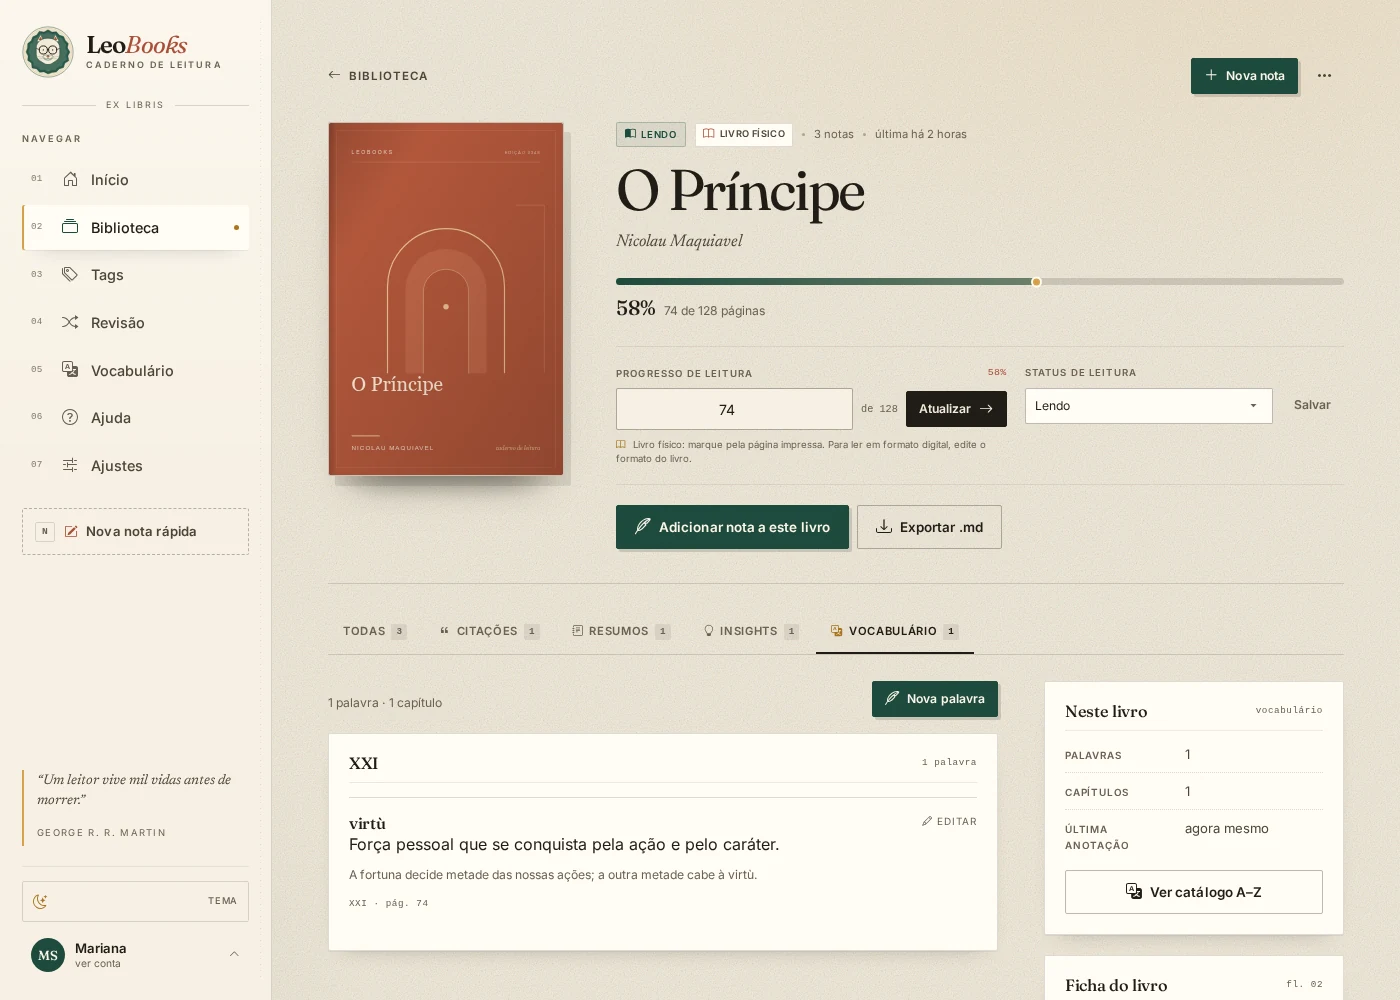 LeoBooks
CADERNO DE LEITURA
EX LIBRIS
NAVEGAR
01 Início
02 Biblioteca
03 Tags
04 Revisão
05 Vocabulário
06 Ajuda
07 Ajustes
N Nova nota rápida
“Um leitor vive mil vidas antes de
morrer.”
GEORGE R. R. MARTIN
TEMA
MS Mariana
ver conta
BIBLIOTECA
Nova nota
LEOBOOKS
O Príncipe
NICOLAU MAQUIAVEL
caderno de leitura
LENDO
LIVRO FÍSICO
3 notas
última há 2 horas
O Príncipe
Nicolau Maquiavel
58% 74 de 128 páginas
PROGRESSO DE LEITURA 58%
74 de 128 Atualizar
Livro físico: marque pela página impressa. Para ler em formato digital, edite o
formato do livro.
STATUS DE LEITURA
Lendo Salvar
Adicionar nota a este livro
Exportar .md
TODAS 3
CITAÇÕES 1
RESUMOS 1
INSIGHTS 1
VOCABULÁRIO 1
1 palavra · 1 capítulo
Nova palavra
XXI 1 palavra
virtù EDITAR
Força pessoal que se conquista pela ação e pelo caráter.
A fortuna decide metade das nossas ações; a outra metade cabe à virtù.
XXI · pág. 74
Neste livro vocabulário
PALAVRAS 1
CAPÍTULOS 1
ÚLTIMA
ANOTAÇÃO agora mesmo
Ver catálogo A–Z
Ficha do livro fl. 02